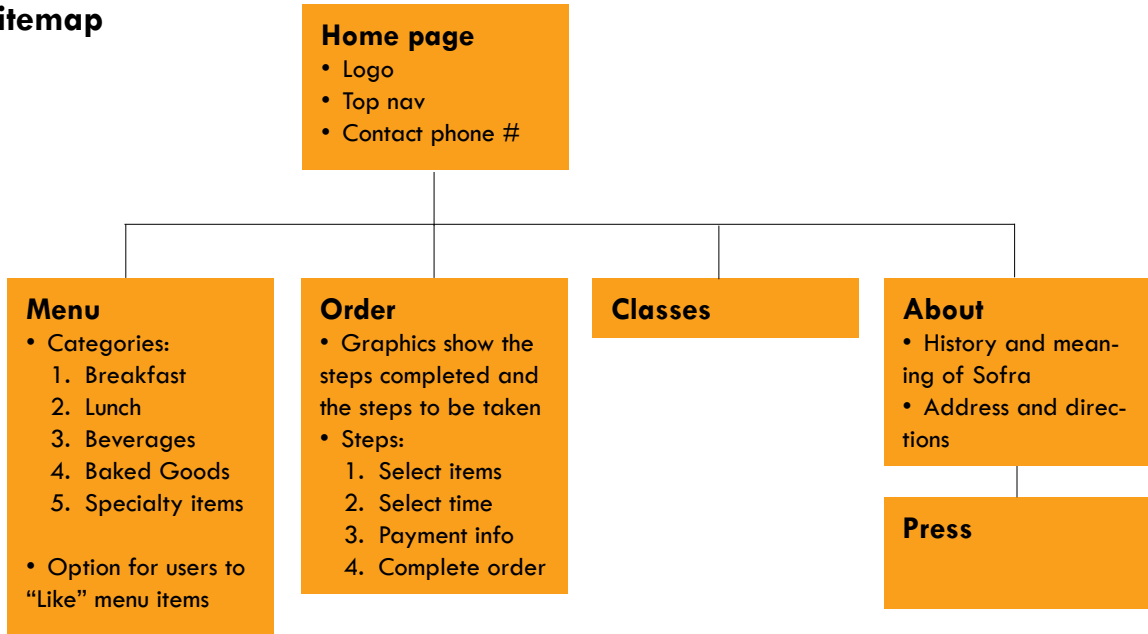 itemap
Home page
• Logo
• Top nav
• Contact phone #
Menu
• Categories:
1. Breakfast
2. Lunch
3. Beverages
4. Baked Goods
5. Specialty items
• Option for users to
“Like” menu items
Order
• Graphics show the
steps completed and
the steps to be taken
• Steps:
1. Select items
2. Select time
3. Payment info
4. Complete order
Classes
About
• History and mean-
ing of Sofra
• Address and direc-
tions
Press